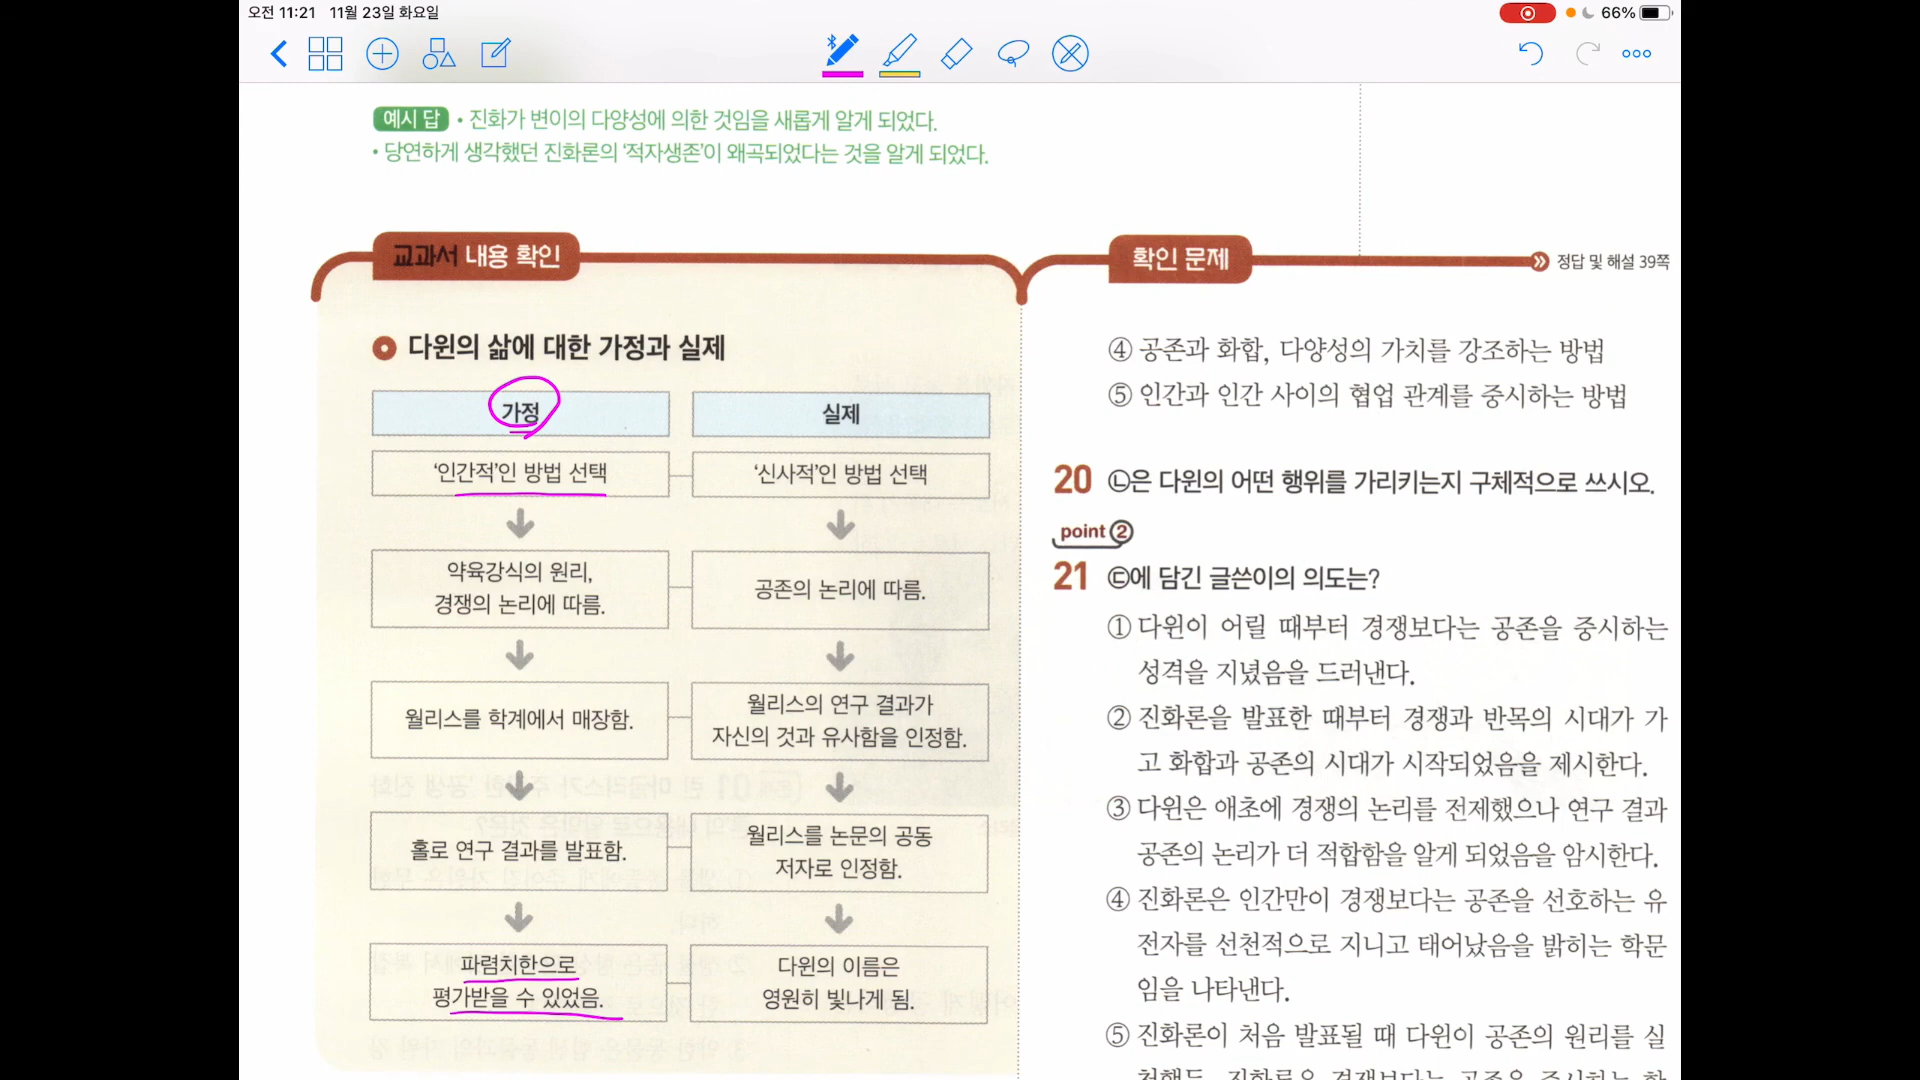 오전 11:21 11월 23일 화요일
66%
예시 답 • 진화가 변이의 다양성에 의한 것임을 새롭게 알게 되었다.
• 당연하게 생각했던 진화론의 ‘적자생존’이 왜곡되었다는 것을 알게 되었다.
교과서 내용 확인
다윈의 삶에 대한 가정과 실제
가정 실제
‘인간적’인 방법 선택 ‘신사적’인 방법 선택
약육강식의 원리,
경쟁의 논리에 따름.
공존의 논리에 따름.
월리스를 학계에서 매장함.
월리스의 연구 결과가
자신의 것과 유사함을 인정함.
홀로 연구 결과를 발표함.
월리스를 논문의 공동
저자로 인정함.
파렴치한으로
평가받을 수 있었음.
다윈의 이름은
영원히 빛나게 됨.
확인 문제
정답 및 해설 39쪽
④ 공존과 화합, 다양성의 가치를 강조하는 방법
⑤ 인간과 인간 사이의 협업 관계를 중시하는 방법
20 ㉡은 다윈의 어떤 행위를 가리키는지 구체적으로 쓰시오.
point ②
21 ㉢에 담긴 글쓴이의 의도는?
① 다윈이 어릴 때부터 경쟁보다는 공존을 중시하는
성격을 지녔음을 드러낸다.
② 진화론을 발표한 때부터 경쟁과 반목의 시대가 가
고 화합과 공존의 시대가 시작되었음을 제시한다.
③ 다윈은 애초에 경쟁의 논리를 전제했으나 연구 결과
공존의 논리가 더 적합함을 알게 되었음을 암시한다.
④ 진화론은 인간만이 경쟁보다는 공존을 선호하는 유
전자를 선천적으로 지니고 태어났음을 밝히는 학문
임을 나타낸다.
⑤ 진화론이 처음 발표될 때 다윈이 공존의 원리를 실